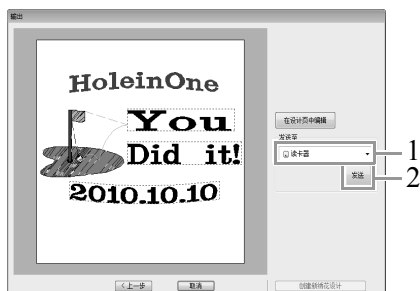 输出
HoleinOne
You
Did it!
2010.10.10
在设计页中编辑
发送至
读卡器
1
发送
2
<上一步
取消
创建新绣花设计